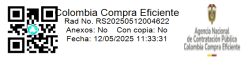 Colombia Compra Eficiente
Rad No. RS20250512004622
Anexos: No Con copia: No
Fecha: 12/05/2025 11:33:31
Agencia Nacional
de Contratación Pública
Colombia Compra Eficiente